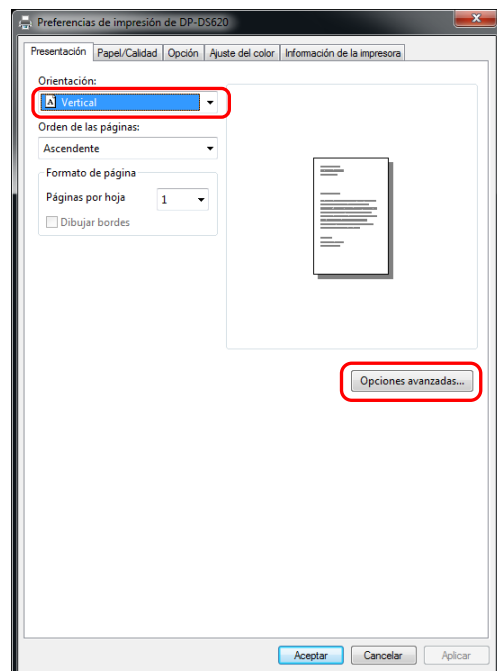 Preferencias de impresión de DP-DS620
Presentación Papel/Calidad Opción Ajuste del color Información de la impresora
Orientación:
A Vertical
Orden de las páginas:
Ascendente
Formato de página
Páginas por hoja 1
Dibujar bordes
Opciones avanzadas...
Aceptar Cancelar Aplicar